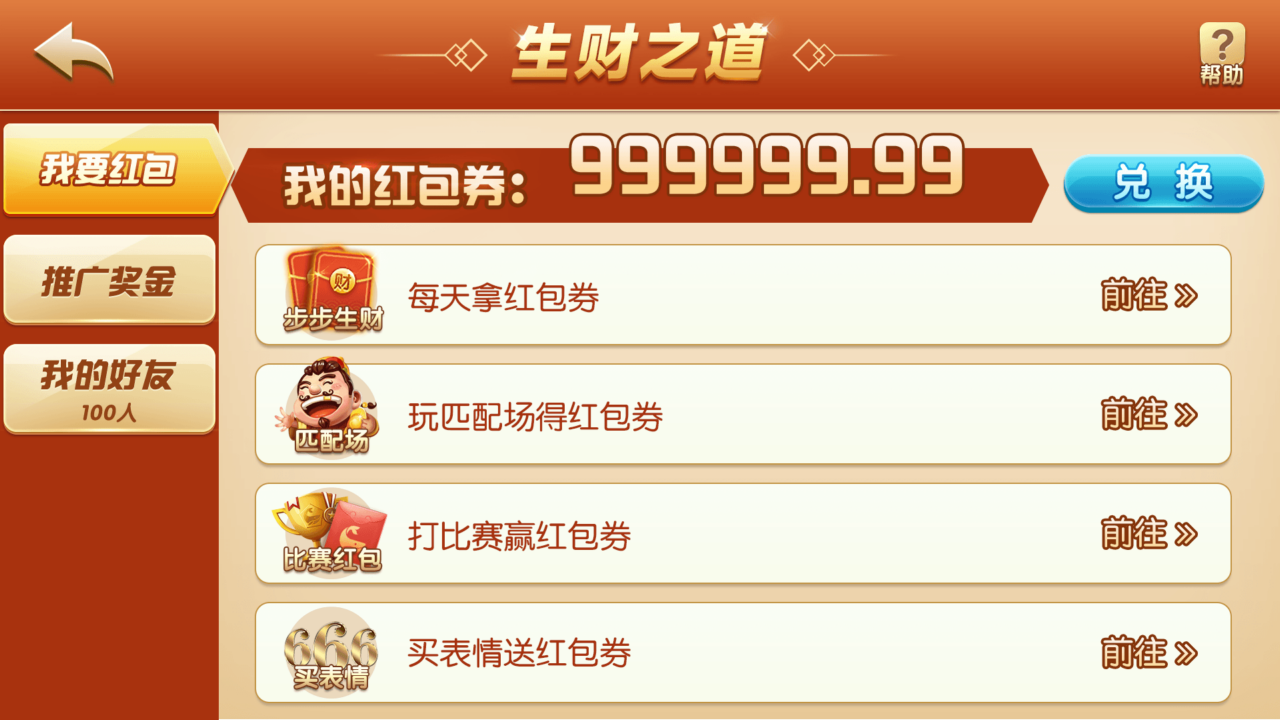 生财之道
?
帮助
我要红包
推广奖金
我的好友
100人
我的红包券:
999999.99
兑 换
财
步步生财
每天拿红包券
前往
匹配场
玩匹配场得红包券
前往
比赛红包
打比赛赢红包券
前往
666
买表情
买表情送红包券
前往